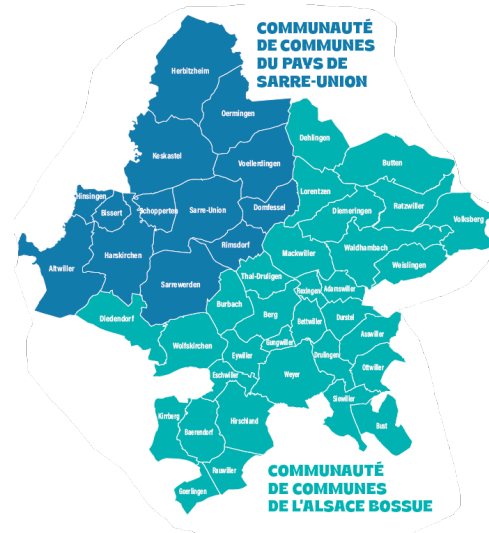 COMMUNAUTÉ
DE COMMUNES
DU PAYS DE
SARRE-UNION
Herbitzheim
Oermingen
Dehlingen
Keskastel
Voellerdingen
Butten
Lorentzen
Hinsingen
Bissert
Schopperten
Sarre-Union
Domfessel
Diemeringen
Ratzwiller
Volksberg
Rimsdorf
Mackwiller
Waldhambach
Weislingen
Altwiller
Harskirchen
Sarrewerden
Thal-Drulingen
Rexingen
Adamswiller
Burbach
Berg
Diedendorf
Bettwiller
Durstel
Asswiller
Wolfskirchen
Gungwiller
Eywiller
Drulingen
Ottwiller
Eschwiller
Weyer
Siewiller
Kirrberg
Baerendorf
Hirschland
Bust
Rauwiller
Goerlingen
COMMUNAUTÉ
DE COMMUNES
DE L'ALSACE BOSSUE